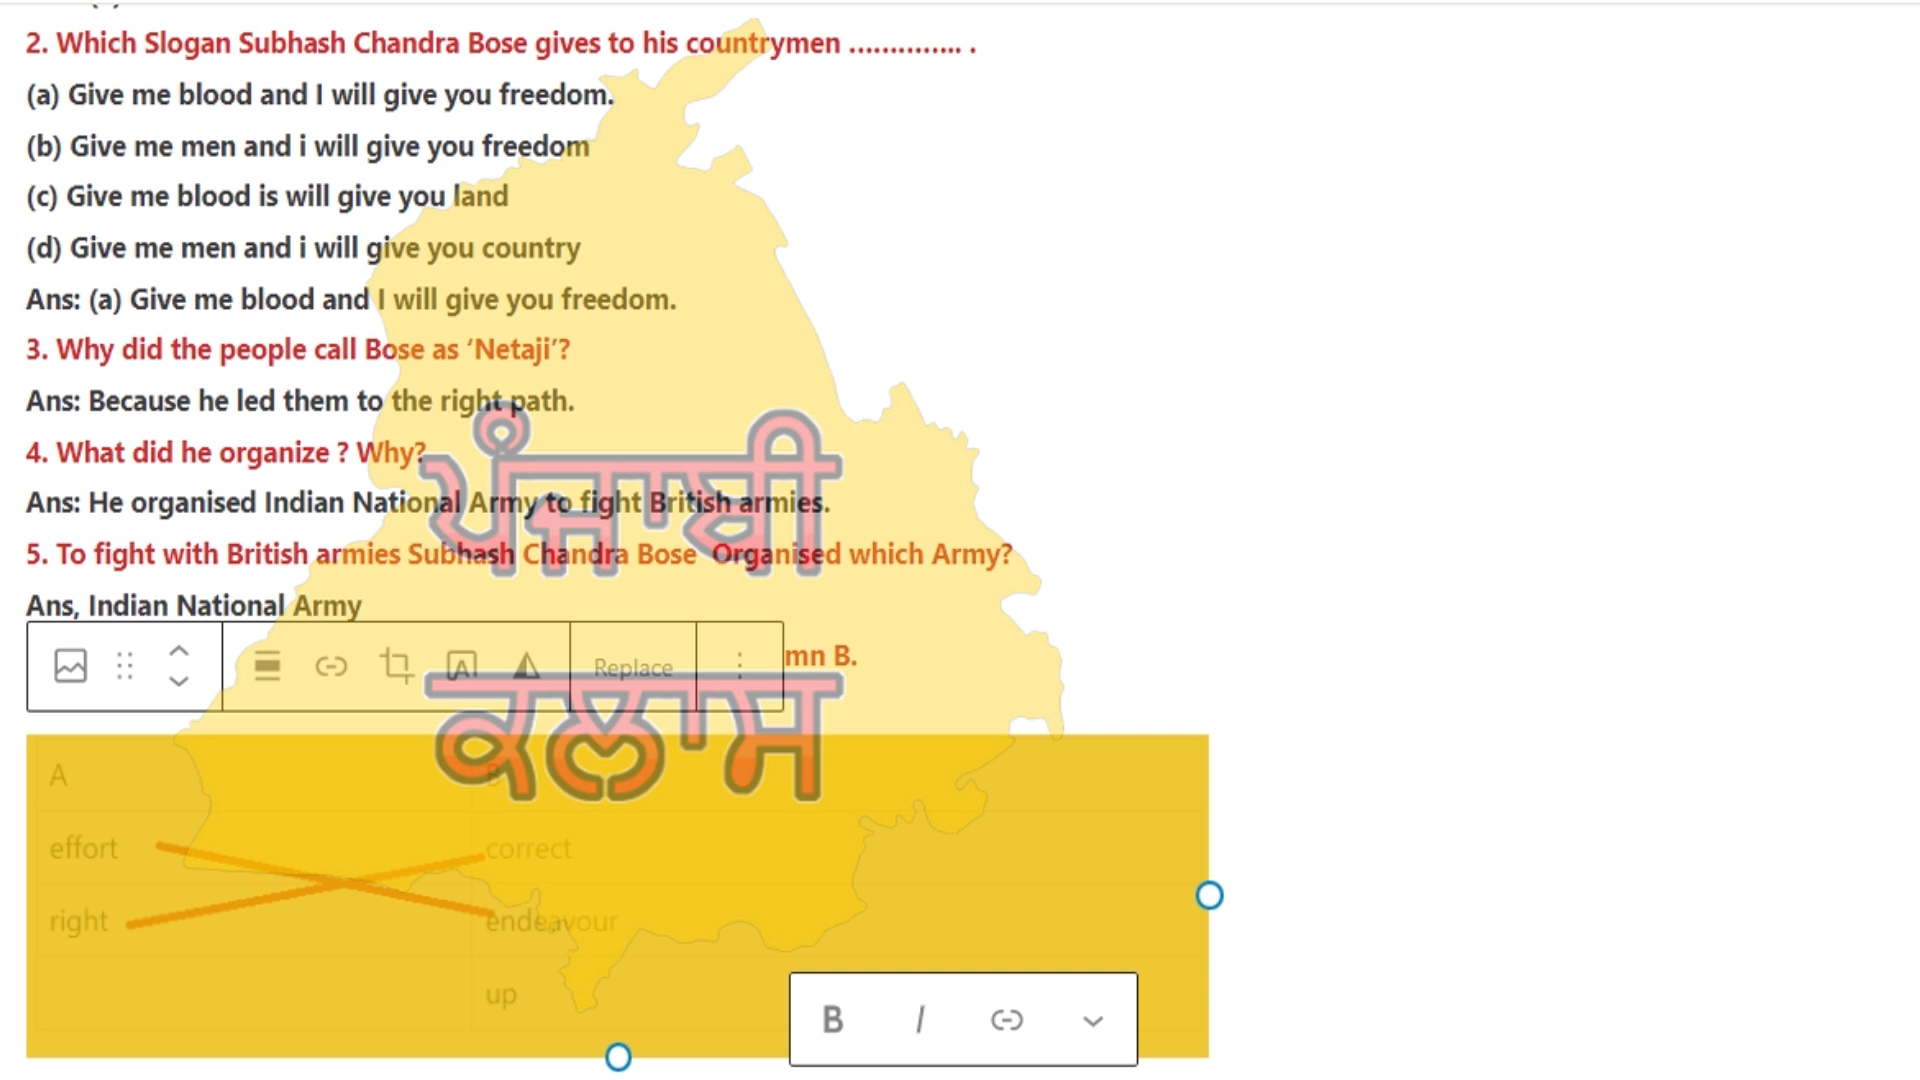 2. Which Slogan Subhash Chandra Bose gives to his countrymen .............. .
(a) Give me blood and I will give you freedom.
(b) Give me men and i will give you freedom
(c) Give me blood is will give you land
(d) Give me men and i will give you country
Ans: (a) Give me blood and I will give you freedom.
3. Why did the people call Bose as ‘Netaji’?
Ans: Because he led them to the right path.
4. What did he organize ? Why?
Ans: He organised Indian National Army to fight British armies.
5. To fight with British armies Subhash Chandra Bose  Organised which Army?
Ans, Indian National Army
mn B.
Replace
ਪੰਜਾਬੀ
ਕਲਾਸ
A B
effort correct
right endeavour
up
B I